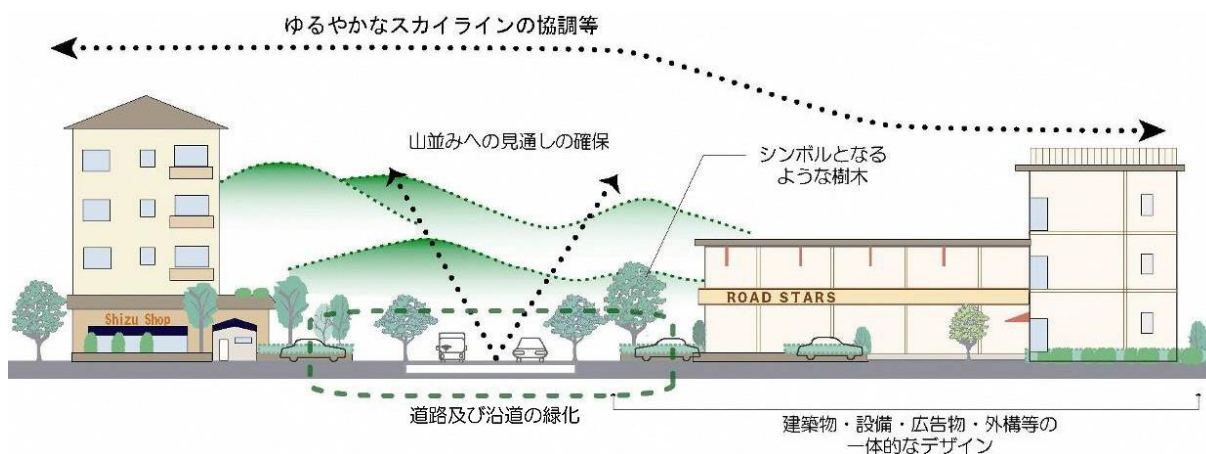 ゆるやかなスカイラインの協調等
山並みへの見通しの確保
シンボルとなる
ような樹木
ROAD STARS
Shizu Shop
道路及び沿道の緑化
建築物・設備・広告物・外構等の
一体的なデザイン